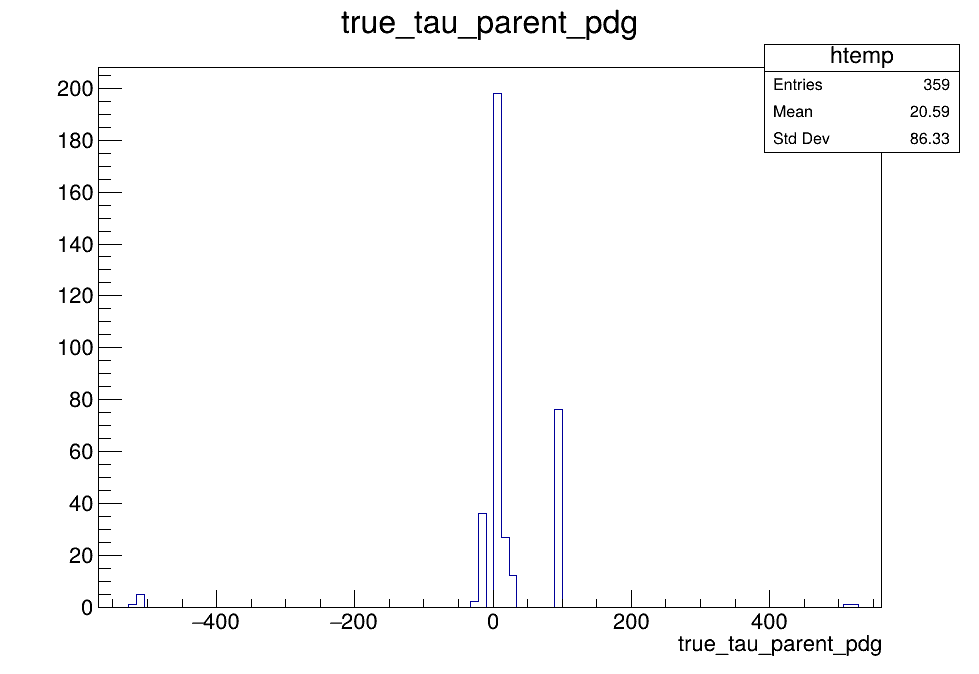 true_tau_parent_pdg
htemp
Entries 359
Mean 20.59
Std Dev 86.33
200
180
160
140
120
100
80
60
40
20
0
−400 −200 0 200 400
true_tau_parent_pdg